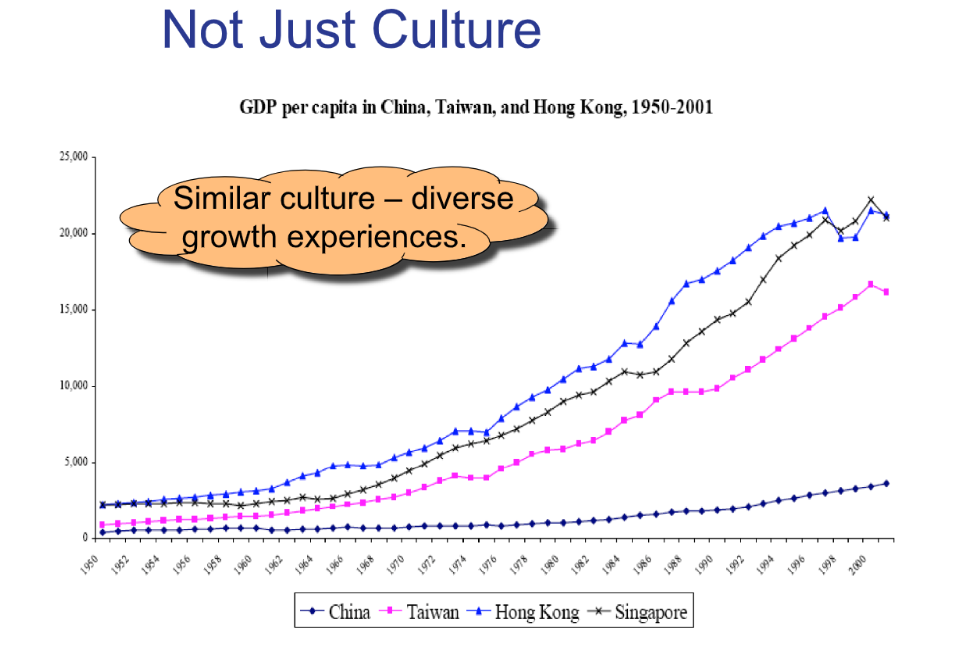 Not Just Culture
GDP per capita in China, Taiwan, and Hong Kong, 1950-2001
25,000
20,000
15,000
10,000
5,000
0
Similar culture – diverse
growth experiences.
1950 1952 1954 1956 1958 1960 1962 1964 1966 1968 1970 1972 1974 1976 1978 1980 1982 1984 1986 1988 1990 1992 1994 1996 1998 2000
China Taiwan Hong Kong Singapore